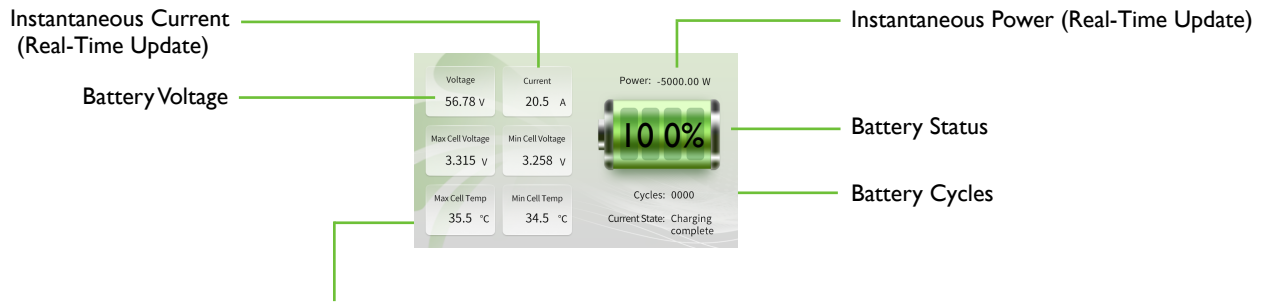 Instantaneous Current
(Real-Time Update)
Instantaneous Power (Real-Time Update)
Battery Voltage
Battery Status
Battery Cycles
Voltage
56.78 V
Current
20.5 A
Max Cell Voltage
3.315 V
Min Cell Voltage
3.258 V
Max Cell Temp
35.5 °C
Min Cell Temp
34.5 °C
Power: -5000.00 W
100%
Cycles: 0000
Current State: Charging
complete